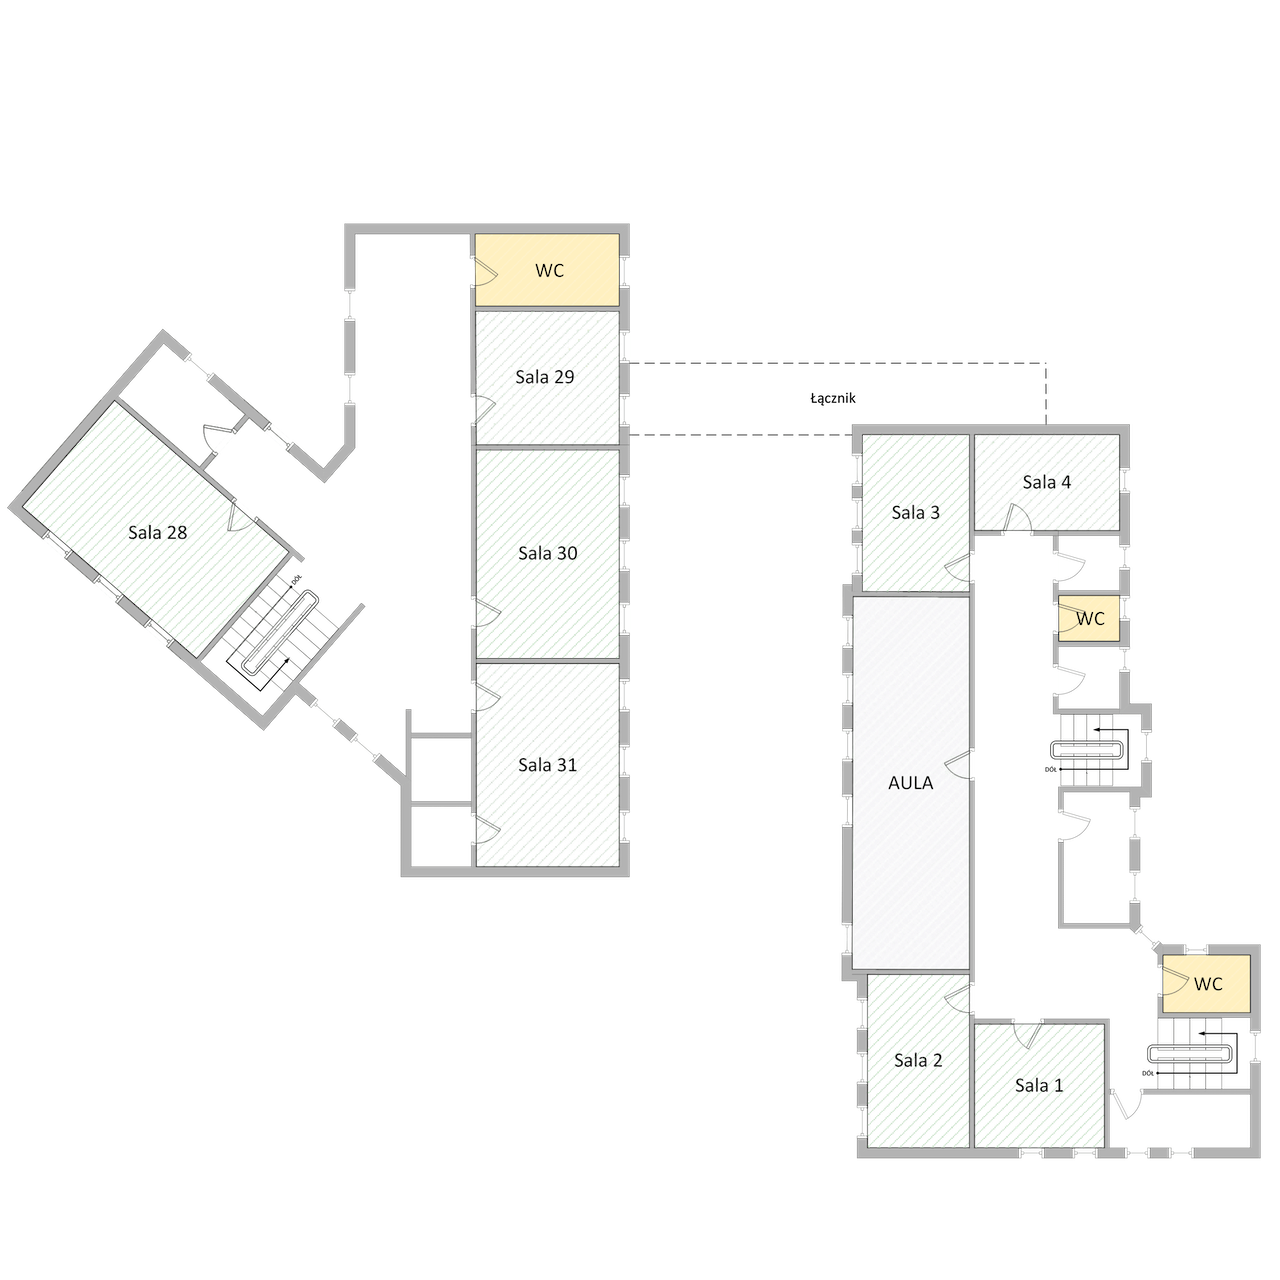 WC
Sala 29
Łącznik
Sala 28
Sala 30
DÓŁ
Sala 31
Sala 4
Sala 3
WC
DÓŁ
AULA
WC
DÓŁ
Sala 2
Sala 1